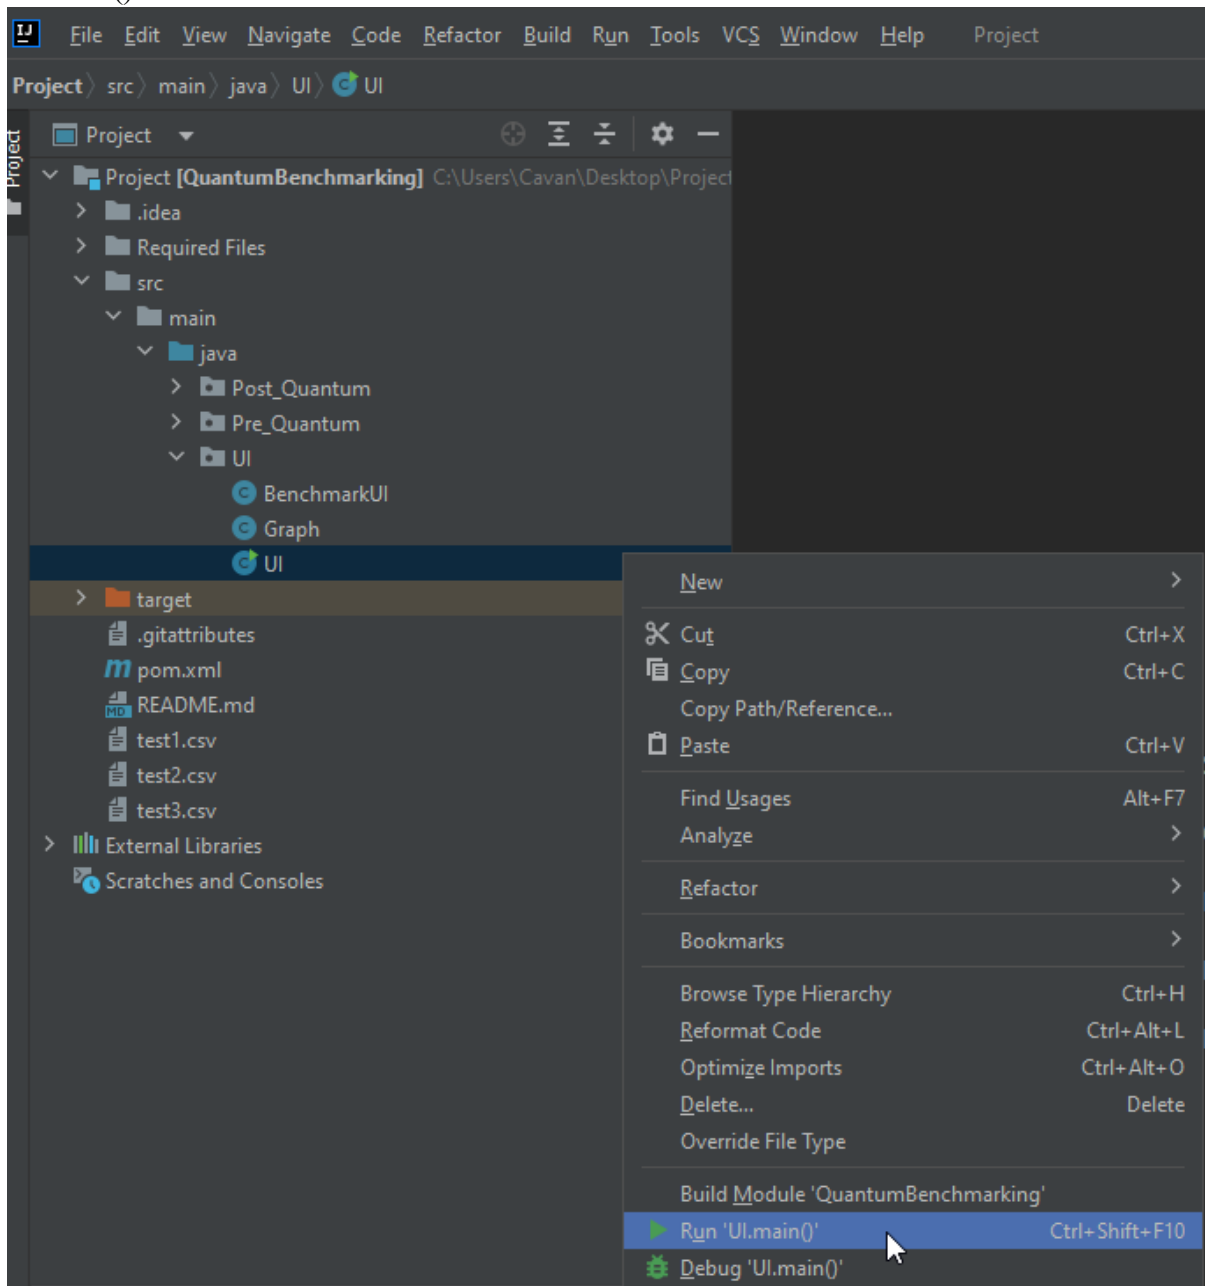 ()
IJ File Edit View Navigate Code Refactor Build Run Tools VCS Window Help Project
Project src main java UI UI
Project
Project
Project [QuantumBenchmarking] C:\Users\Cavan\Desktop\Project
.idea
Required Files
src
main
java
Post_Quantum
Pre_Quantum
UI
BenchmarkUI
Graph
UI
target
.gitattributes
pom.xml
README.md
test1.csv
test2.csv
test3.csv
External Libraries
Scratches and Consoles
New
Cut Ctrl+X
Copy Ctrl+C
Copy Path/Reference...
Paste Ctrl+V
Find Usages Alt+F7
Analyze
Refactor
Bookmarks
Browse Type Hierarchy Ctrl+H
Reformat Code Ctrl+Alt+L
Optimize Imports Ctrl+Alt+O
Delete... Delete
Override File Type
Build Module 'QuantumBenchmarking'
Run 'UI.main()' Ctrl+Shift+F10
Debug 'UI.main()'